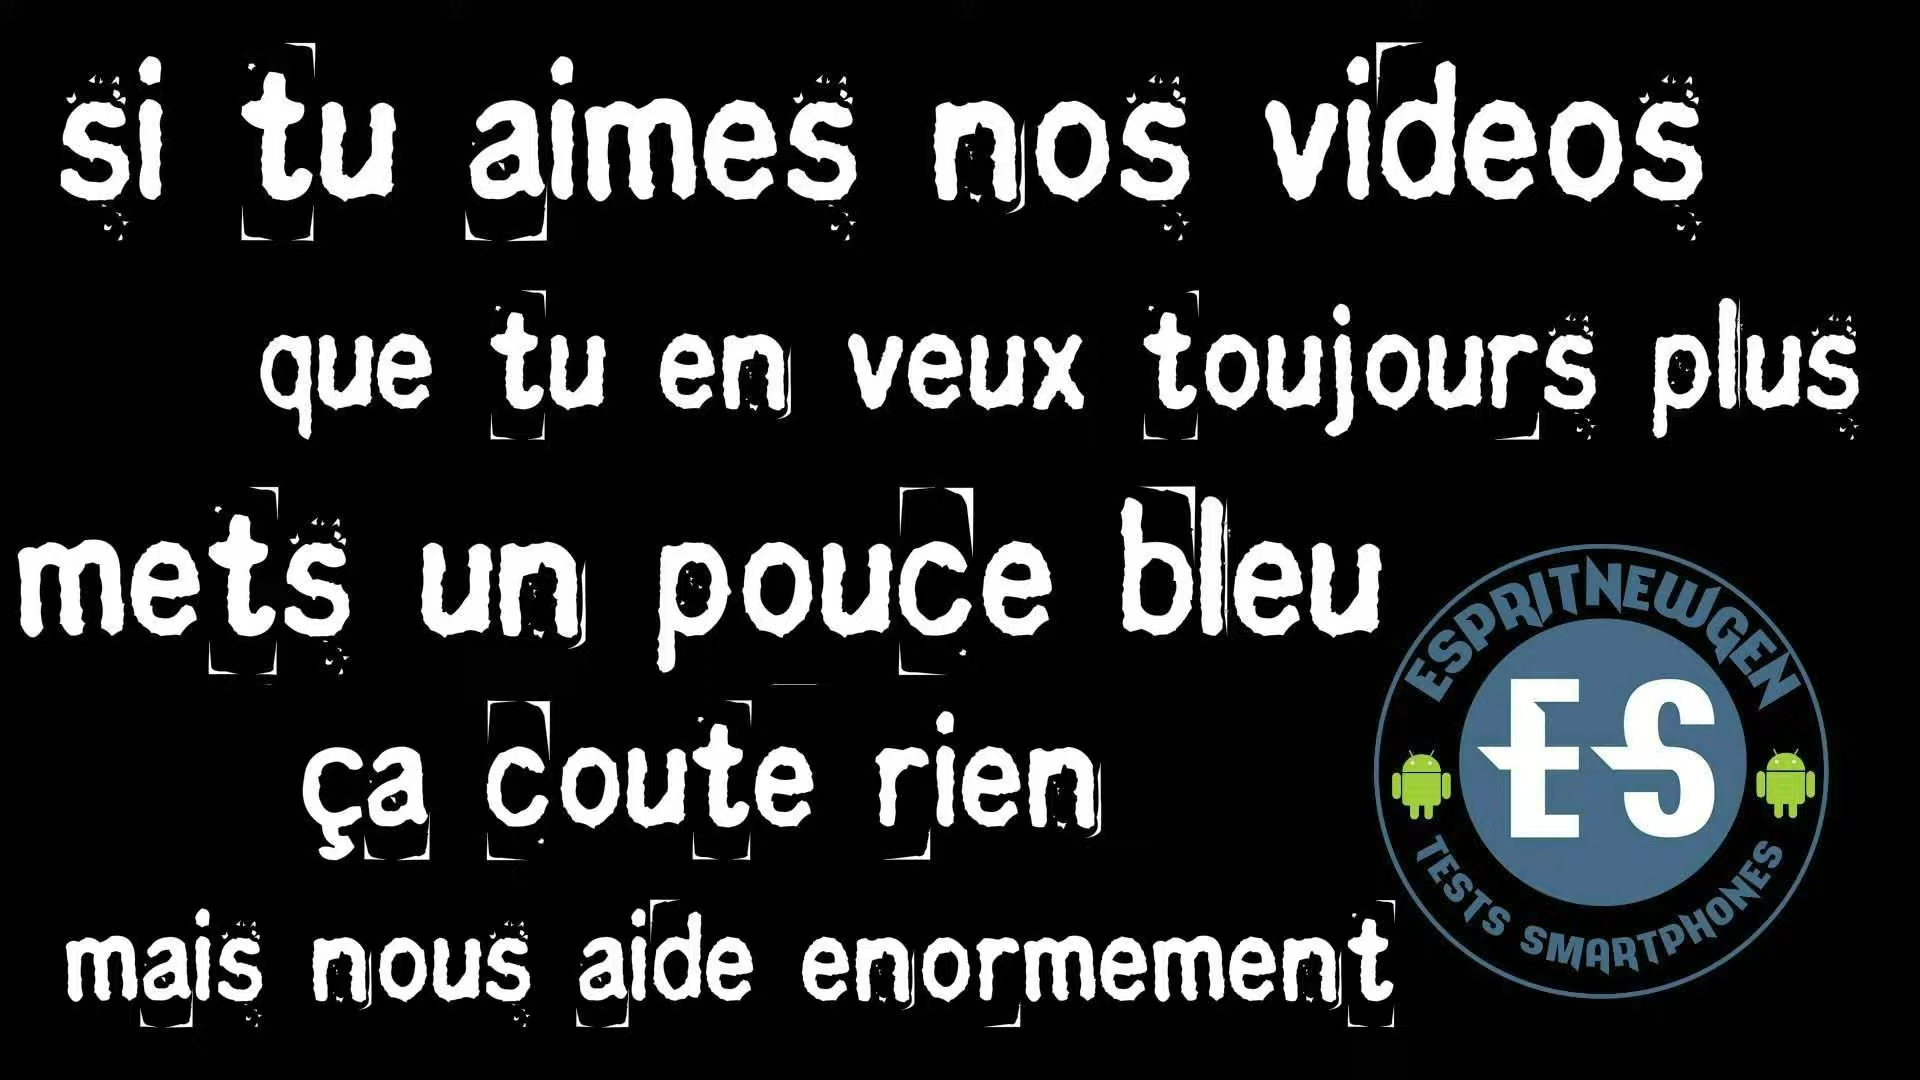 si tu aimes nos videos
que tu en veux toujours plus
mets un pouce bleu
ça coute rien
mais nous aide enormement
ESPRITNEWGEN
ES
TESTS SMARTPHONES